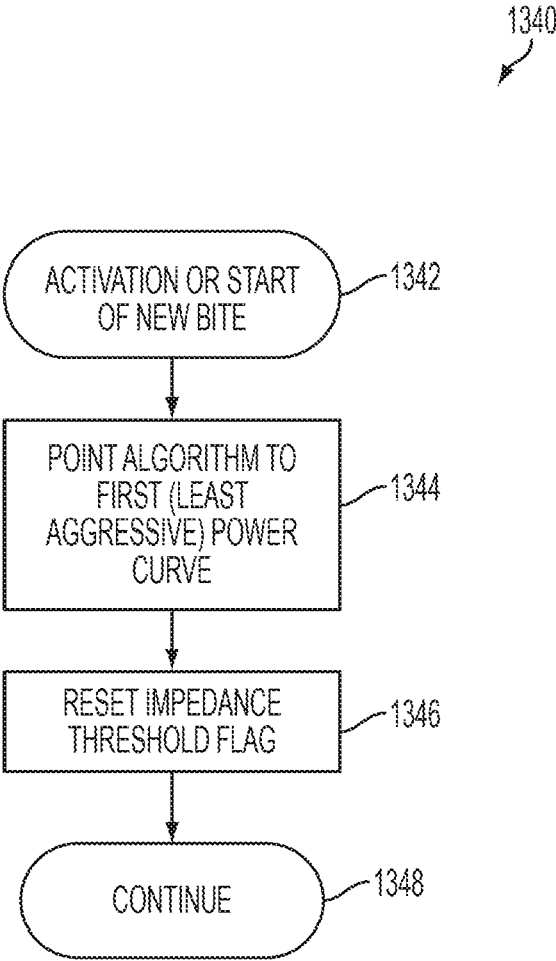 1340
ACTIVATION OR START
OF NEW BITE
1342
POINT ALGORITHM TO
FIRST (LEAST
AGGRESSIVE) POWER
CURVE
1344
RESET IMPEDANCE
THRESHOLD FLAG
1346
CONTINUE
1348